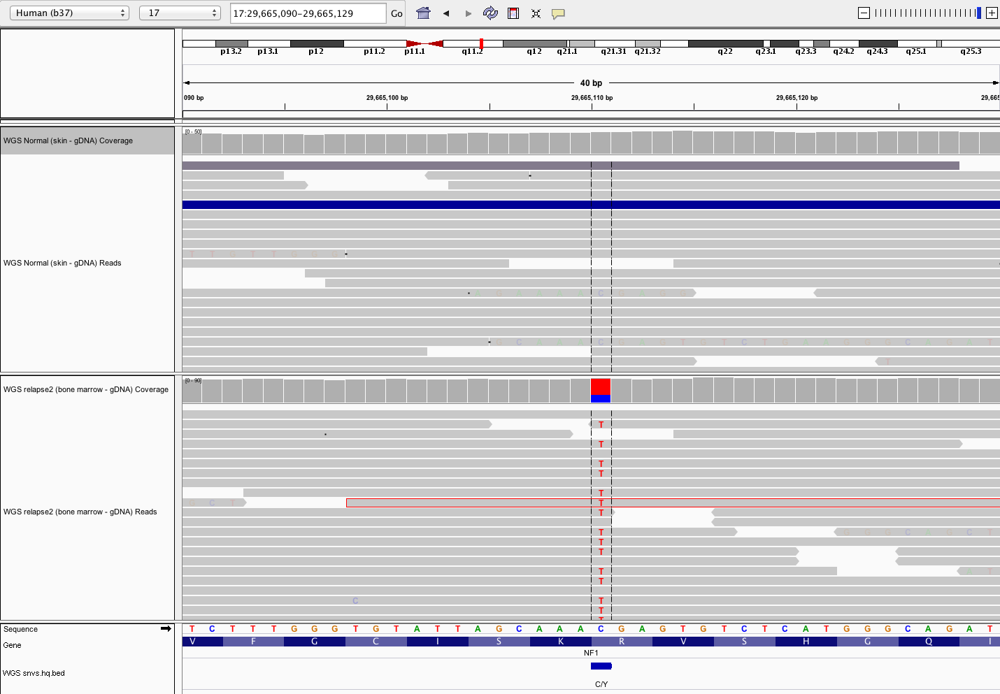 Human (b37) 17 17:29,665,090-29,665,129 Go
p13.2 p13.1 p12 p11.2 p11.1 q11.2 q12 q21.1 q21.31 q21.32 q22 q23.1 q23.3 q24.2 q24.3 q25.1 q25.3
40 bp
090 bp 29,665,100 bp 29,665,110 bp 29,665,120 bp 29,665
[0 - 50]
WGS Normal (skin - gDNA) Coverage
T T G T T G G G
WGS Normal (skin - gDNA) Reads
A G A A A A C G A G G
G C A A A C G A G T G T C T G A A G G G C A G A T
T
[0 - 90]
WGS relapse2 (bone marrow - gDNA) Coverage
T
T
T
T
T
G C T T
WGS relapse2 (bone marrow - gDNA) Reads T
T G G G C A G C T
T
T
T A T
T
C T
T
T
Sequence T C T T T G G G T G T A T T A G C A A A C G A G T G T C T C A T G G G C A G A T
Gene V F G C I S K R V S H G Q I
NF1
WGS snvs.hq.bed
C/Y